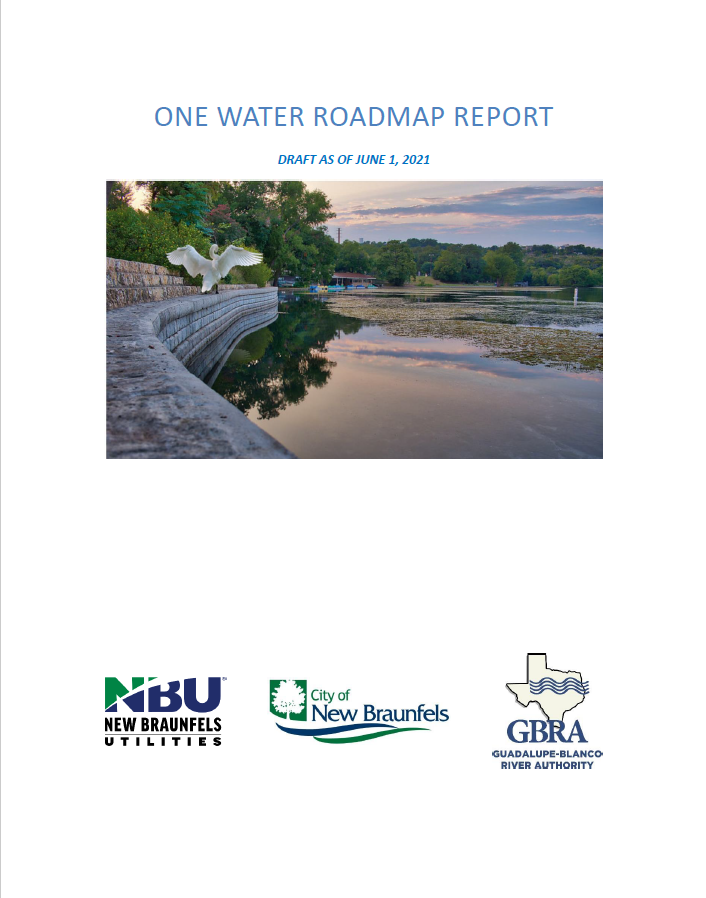 ONE WATER ROADMAP REPORT
DRAFT AS OF JUNE 1, 2021
NBU
NEW BRAUNFELS
UTILITIES
City of
New Braunfels
GBRA
GUADALUPE-BLANCO
RIVER AUTHORITY